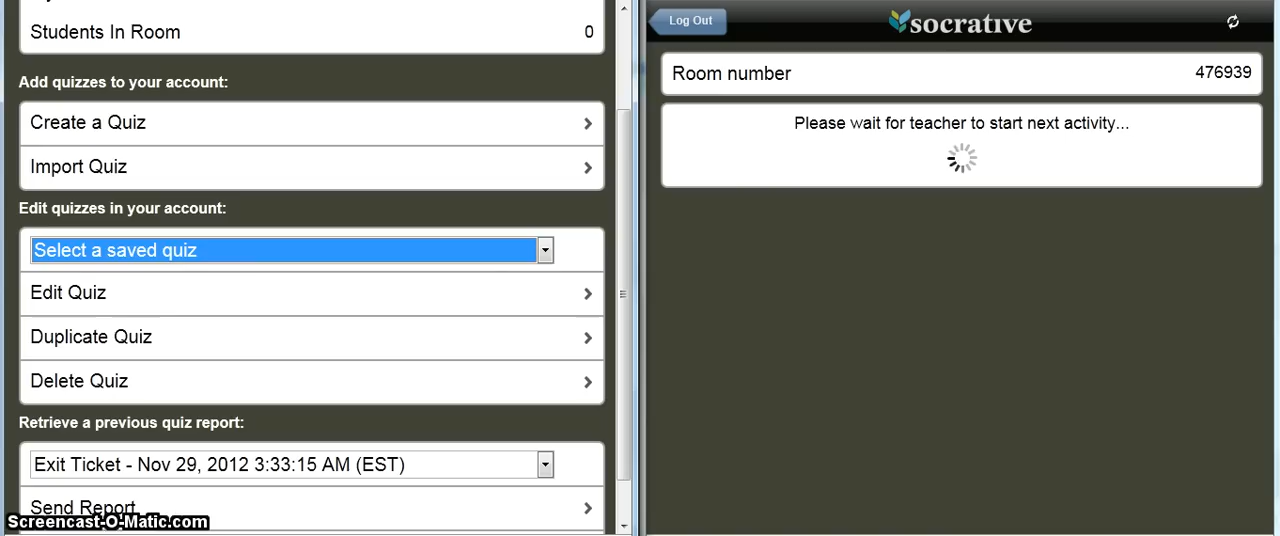 Students In Room 0
Add quizzes to your account:
Create a Quiz
Import Quiz
Edit quizzes in your account:
Select a saved quiz
Edit Quiz
Duplicate Quiz
Delete Quiz
Retrieve a previous quiz report:
Exit Ticket - Nov 29, 2012 3:33:15 AM (EST)
Send Report
Screencast-O-Matic.com
Log Out
socrative
Room number 476939
Please wait for teacher to start next activity...